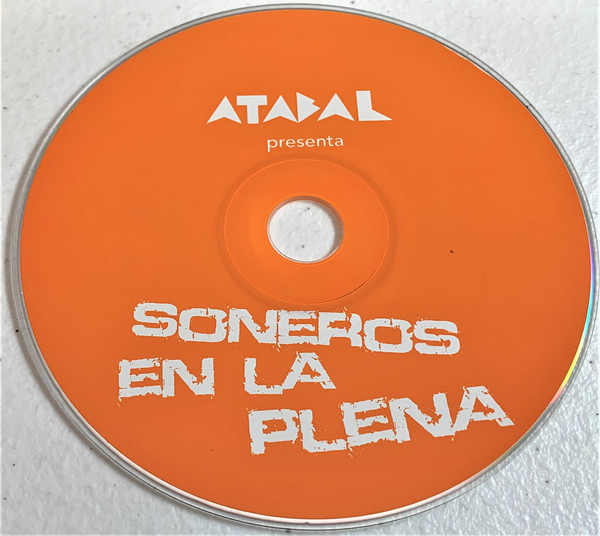 ATABAL
presenta
SONEROS
EN LA
PLENA